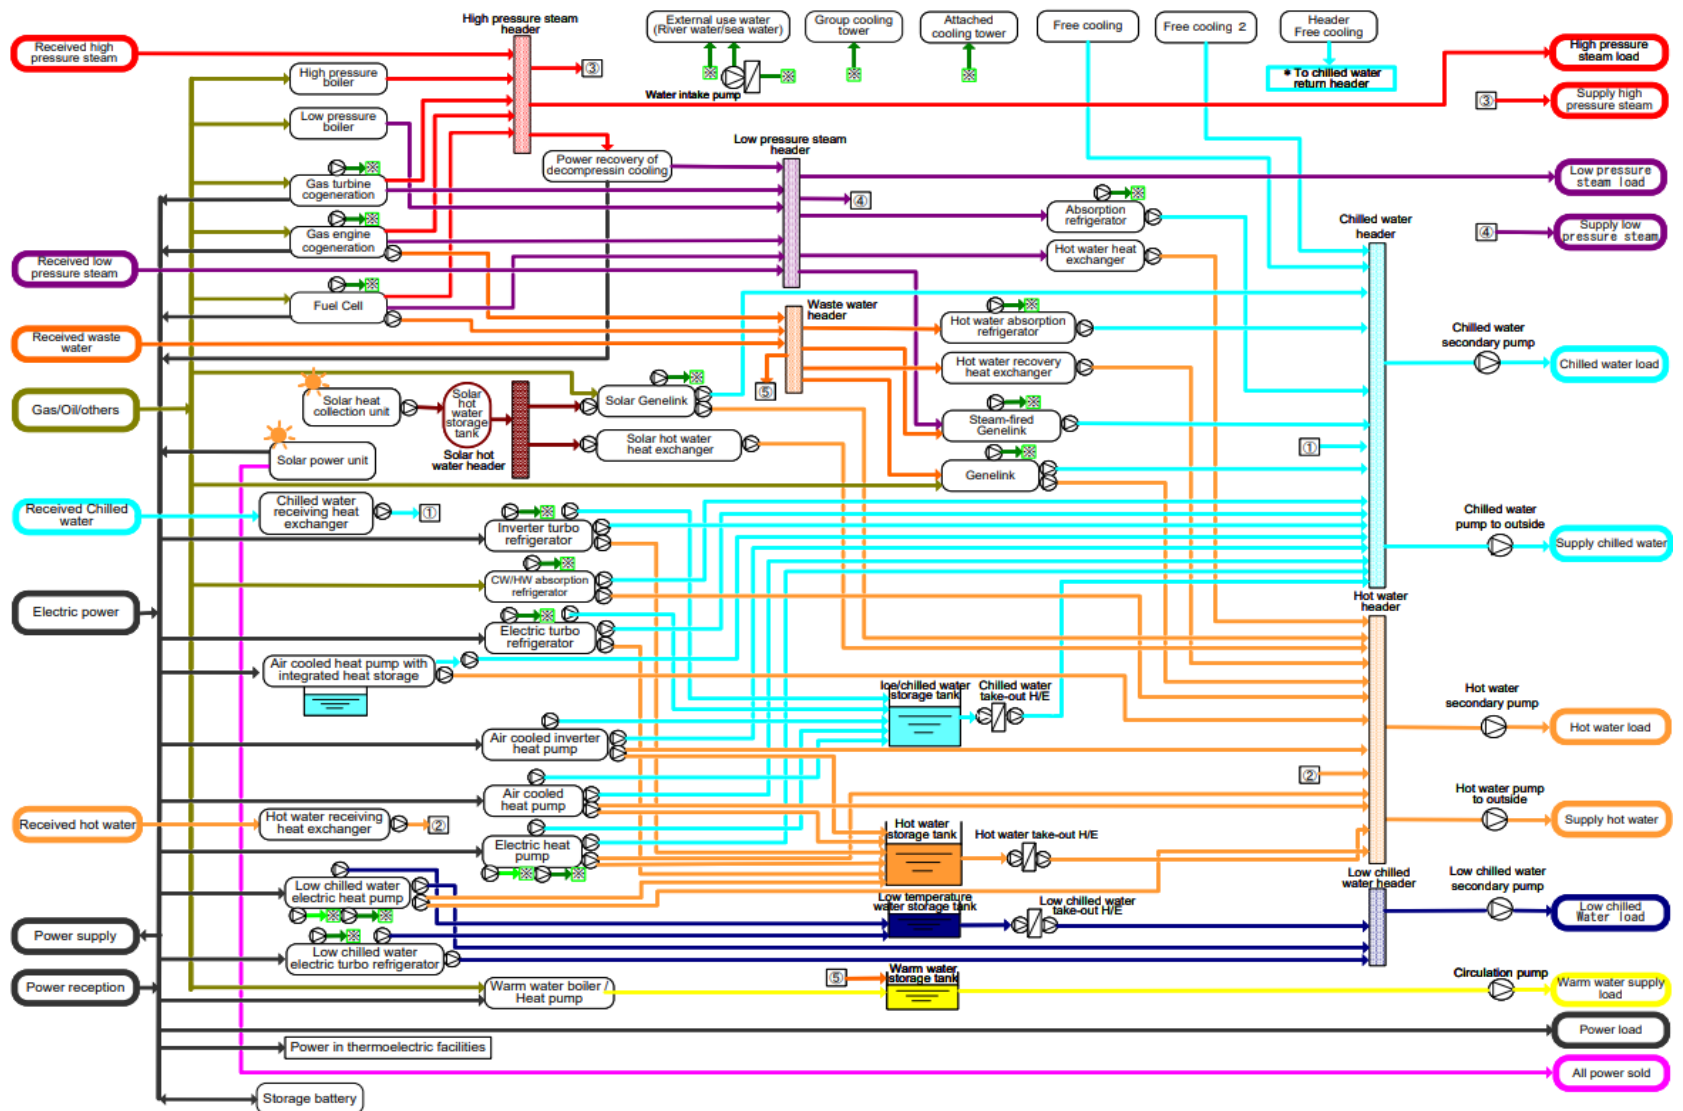 High pressure steam
header
External use water
(River water/sea water)
Group cooling
tower
Attached
cooling tower
Free cooling
Free cooling 2
Header
Free cooling
Received high
pressure steam
High pressure
steam load
High pressure
boiler
③
Water intake pump
* To chilled water
return header
③
Supply high
pressure steam
Low pressure
boiler
Low pressure steam
header
Power recovery of
decompressin cooling
Gas turbine
cogeneration
Low pressure
steam load
④
Absorption
refrigerator
Chilled water
header
④
Supply low
pressure steam
Gas engine
cogeneration
Hot water heat
exchanger
Received low
pressure steam
Fuel Cell
Waste water
header
Hot water absorption
refrigerator
Chilled water
secondary pump
Received waste
water
Hot water recovery
heat exchanger
Chilled water load
⑤
Solar heat
collection unit
Solar
hot
water
storage
tank
Solar Genelink
Gas/Oil/others
Steam-fired
Genelink
Solar hot water
heat exchanger
①
Solar hot
water header
Solar power unit
Genelink
Received Chilled
water
Chilled water
receiving heat
exchanger
①
Inverter turbo
refrigerator
Chilled water
pump to outside
Supply chilled water
CW/HW absorption
refrigerator
Hot water
header
Electric power
Electric turbo
refrigerator
Air cooled heat pump with
integrated heat storage
Ice/chilled water
storage tank
Chilled water
take-out H/E
Hot water
secondary pump
Hot water load
Air cooled inverter
heat pump
②
Air cooled
heat pump
Hot water pump
to outside
Received hot water
Hot water receiving
heat exchanger
②
Hot water
storage tank
Hot water take-out H/E
Supply hot water
Electric heat
pump
Low chilled
water header
Low chilled water
secondary pump
Low chilled water
electric heat pump
Low temperature
water storage tank
Low chilled water
take-out H/E
Low chilled
Water load
Power supply
Low chilled water
electric turbo refrigerator
Warm water
storage tank
⑤
Circulation pump
Power reception
Warm water boiler /
Heat pump
Warm water supply
load
Power load
Power in thermoelectric facilities
All power sold
Storage battery